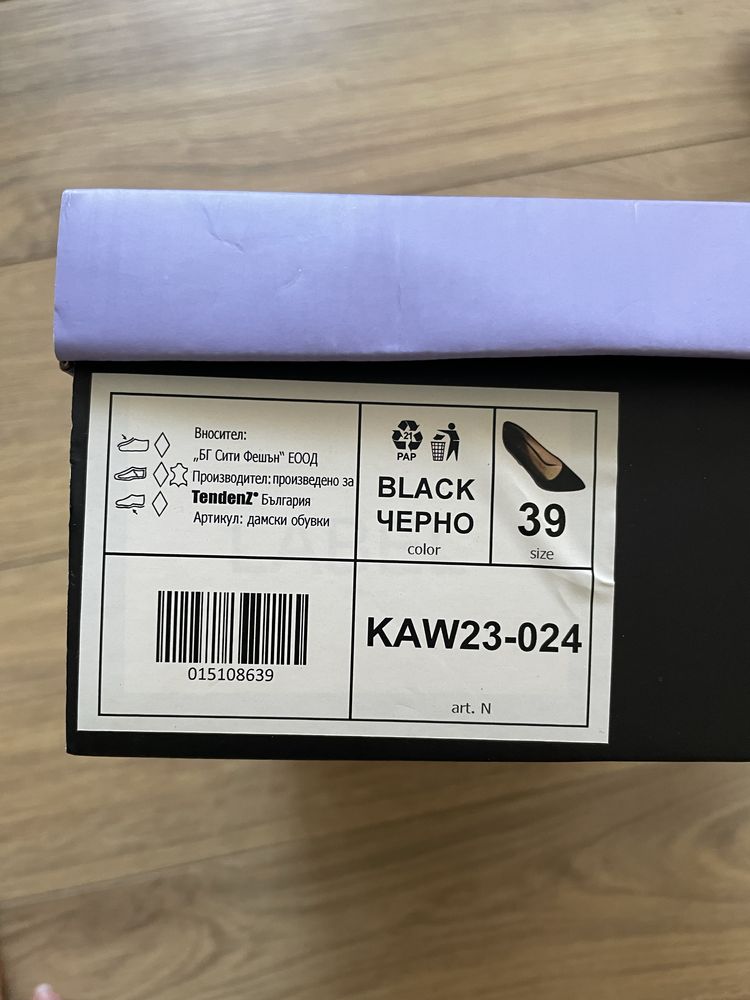 Вносител:
„БГ Сити Фешън“ ЕООД
Производител: произведено за
TendenZ® България
Артикул: дамски обувки
21
PAP
BLACK
ЧЕРНО
color
39
size
015108639
KAW23-024
art. N